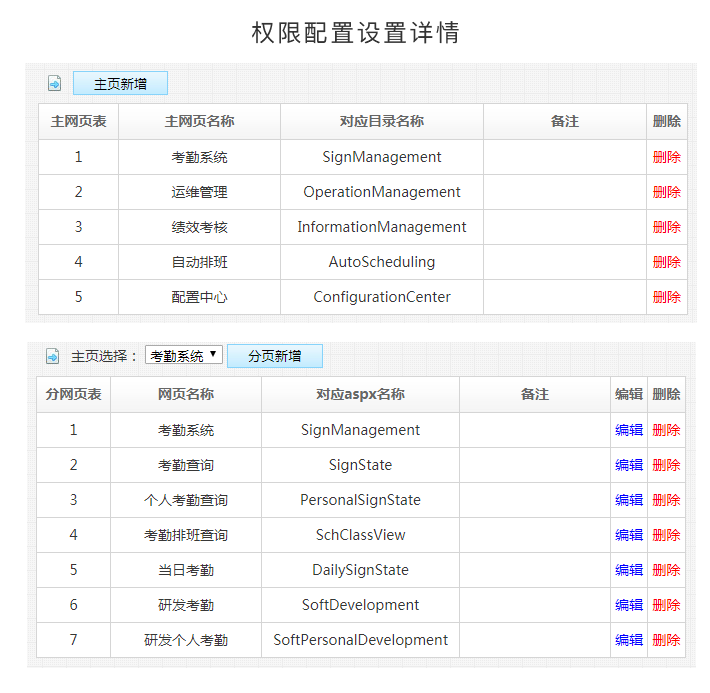 权限配置设置详情
主页新增
主网页表 主网页名称 对应目录名称 备注 删除
1 考勤系统 SignManagement 删除
2 运维管理 OperationManagement 删除
3 绩效考核 InformationManagement 删除
4 自动排班 AutoScheduling 删除
5 配置中心 ConfigurationCenter 删除
主页选择： 考勤系统 分页新增
分网页表 网页名称 对应aspx名称 备注 编辑 删除
1 考勤系统 SignManagement 编辑 删除
2 考勤查询 SignState 编辑 删除
3 个人考勤查询 PersonalSignState 编辑 删除
4 考勤排班查询 SchClassView 编辑 删除
5 当日考勤 DailySignState 编辑 删除
6 研发考勤 SoftDevelopment 编辑 删除
7 研发个人考勤 SoftPersonalDevelopment 编辑 删除